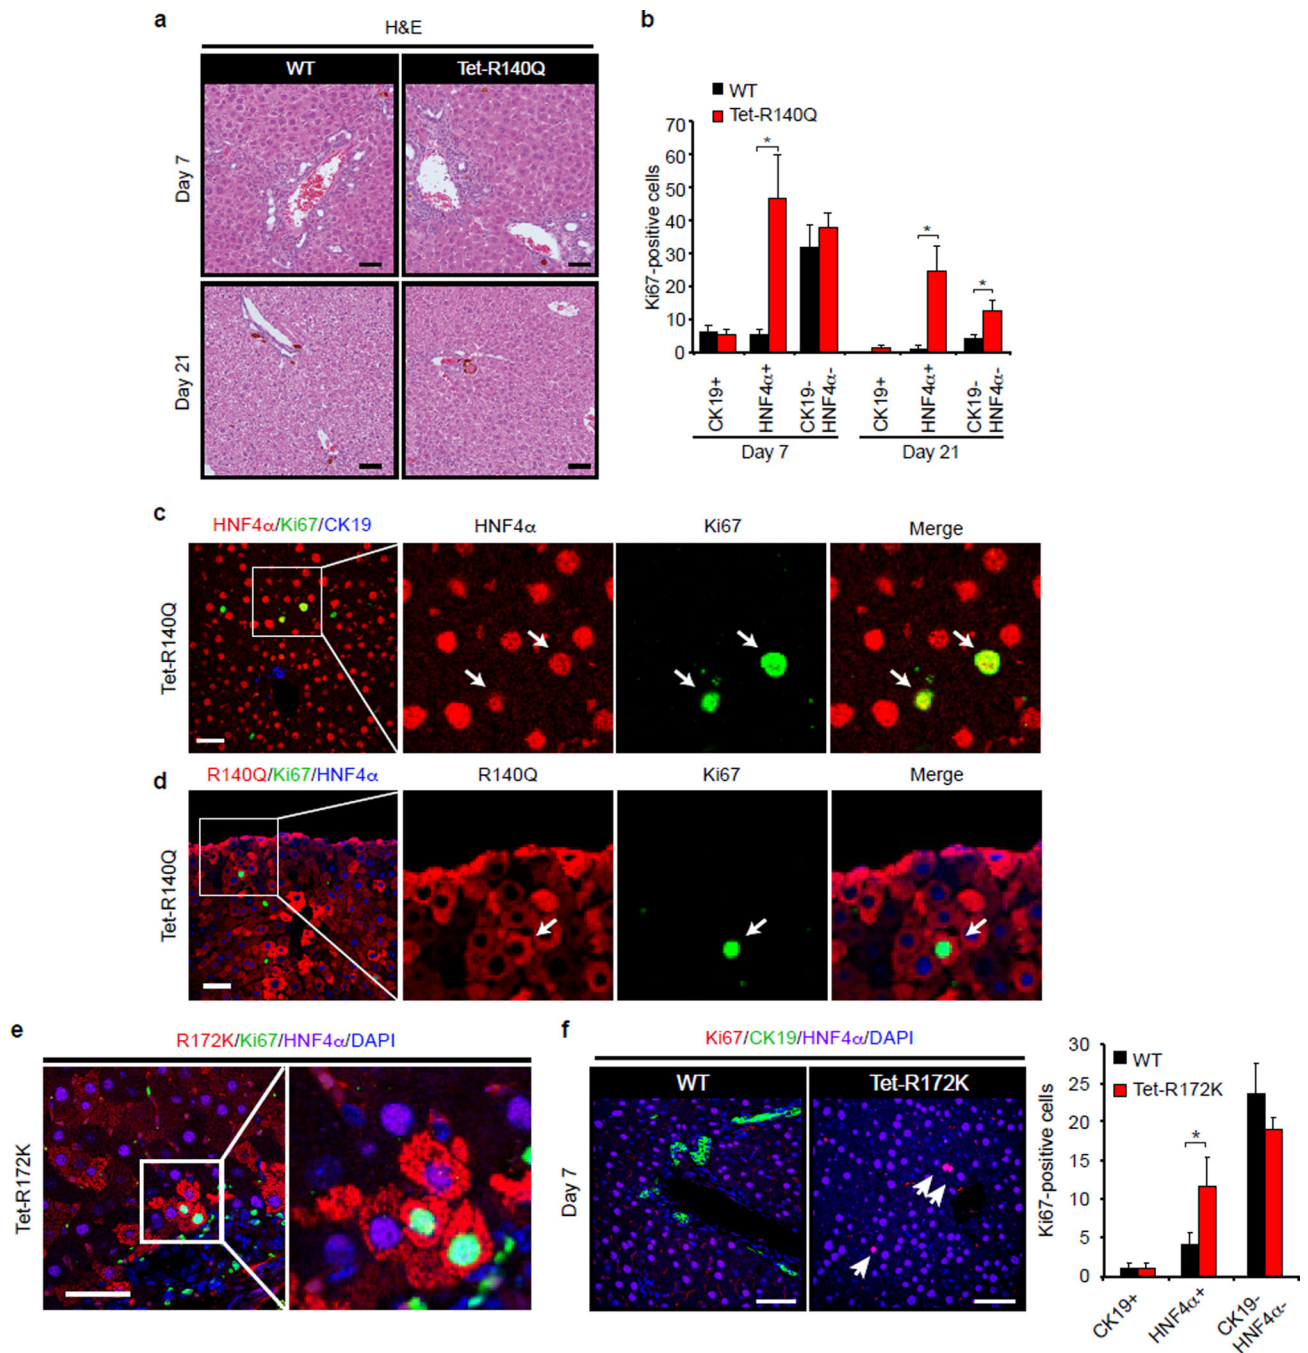 a
H&E
WT
Tet-R140Q
Day 7
Day 21
b
WT
Tet-R140Q
Ki67-positive cells
70
60
50
40
30
20
10
0
CK19+
HNF4α+
CK19-
HNF4α-
CK19+
HNF4α+
CK19-
HNF4α-
Day 7
Day 21
*
*
*
c
HNF4α/Ki67/CK19
HNF4α
Ki67
Merge
Tet-R140Q
d
R140Q/Ki67/HNF4α
R140Q
Ki67
Merge
Tet-R140Q
e
R172K/Ki67/HNF4α/DAPI
Tet-R172K
f
Ki67/CK19/HNF4α/DAPI
WT
Tet-R172K
Day 7
WT
Tet-R172K
Ki67-positive cells
30
25
20
15
10
5
0
*
CK19+
HNF4α+
CK19-
HNF4α-